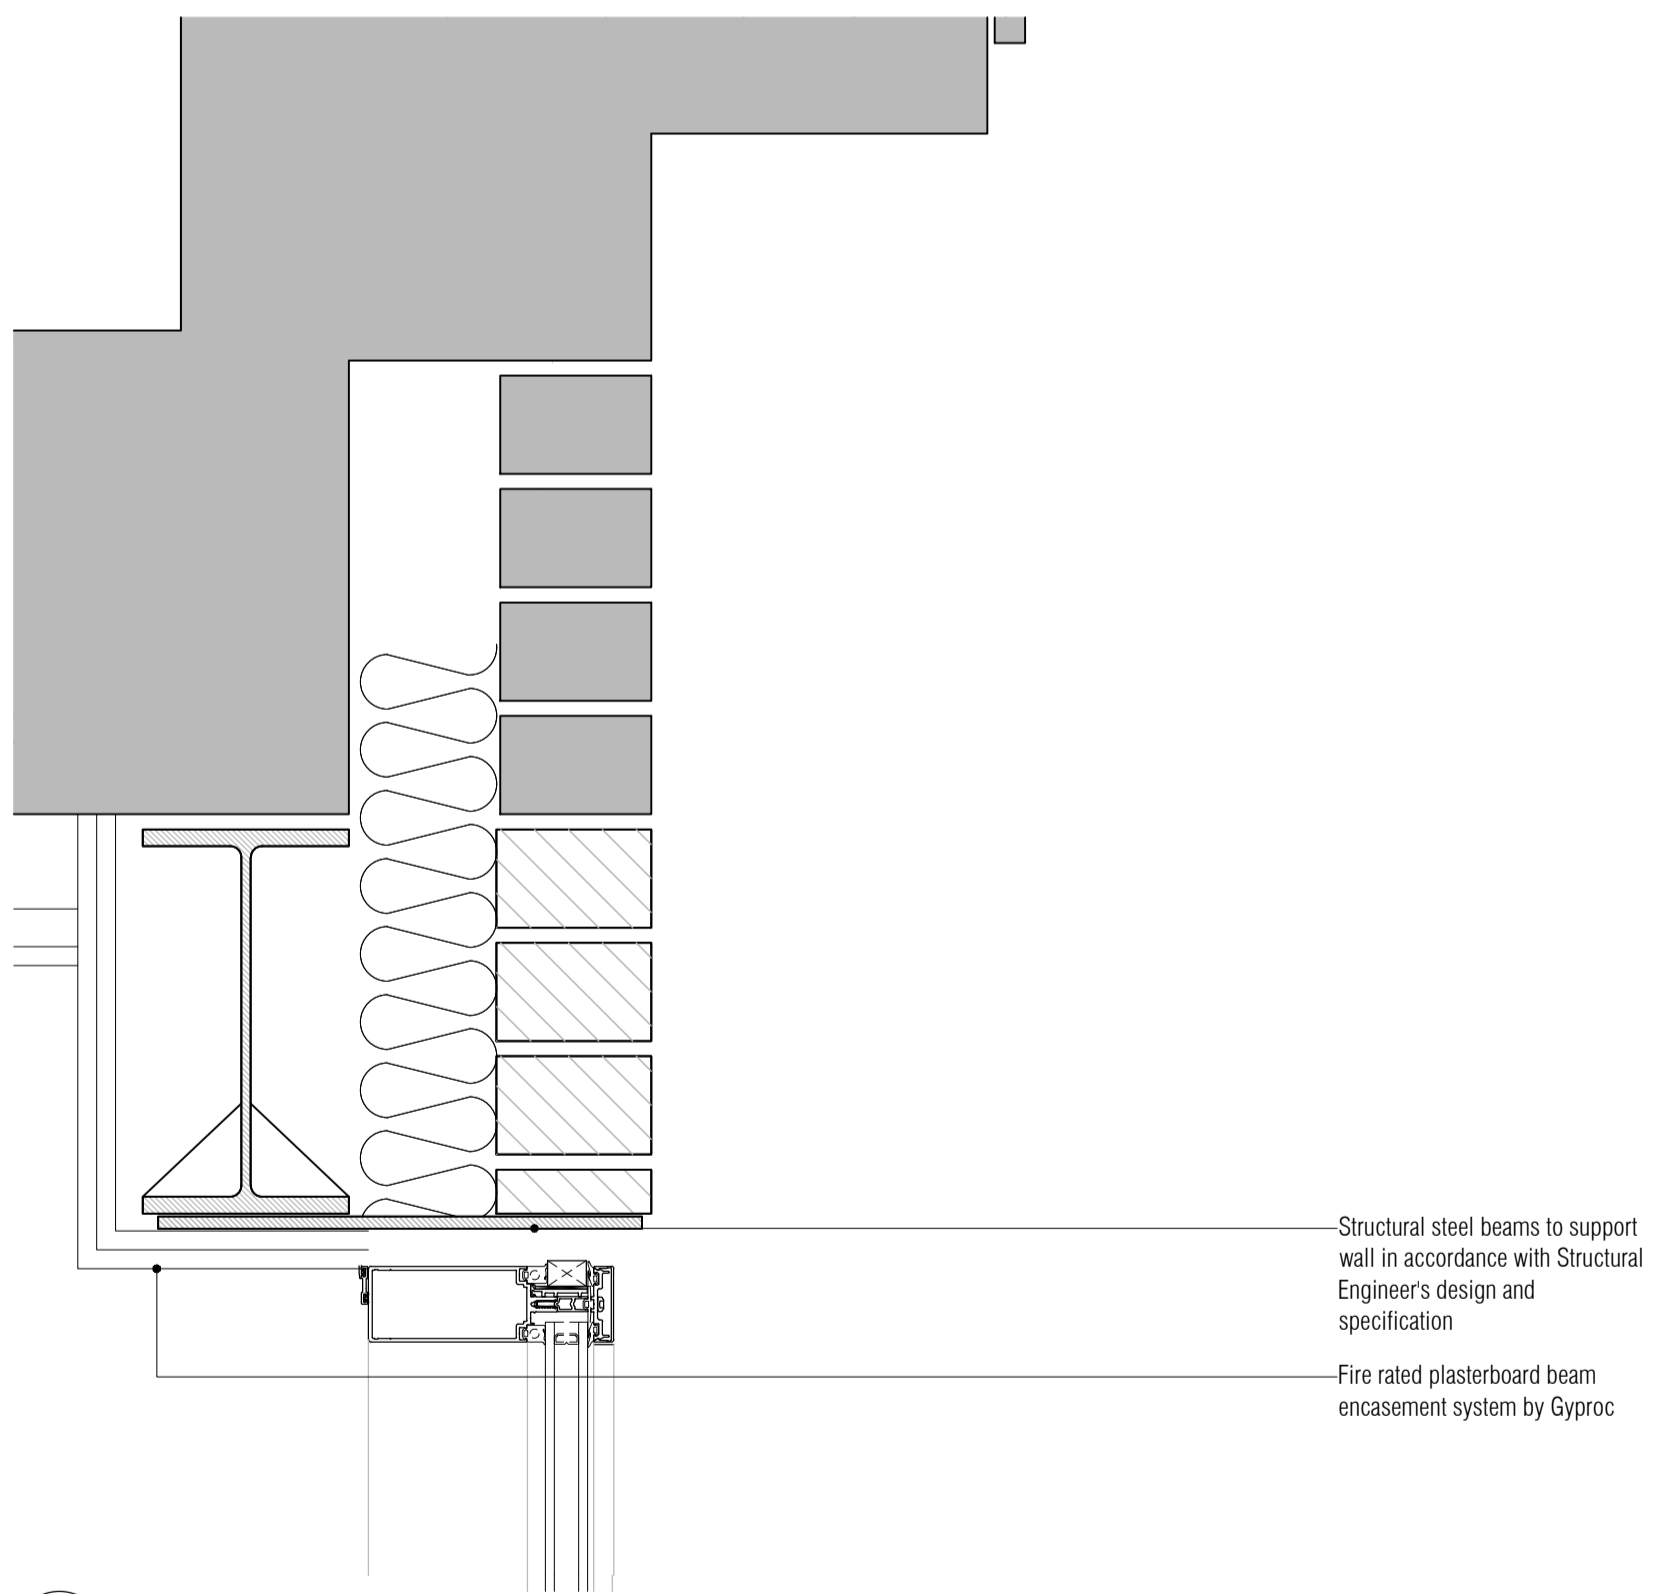 Structural steel beams to support
wall in accordance with Structural
Engineer's design and
specification
Fire rated plasterboard beam
encasement system by Gyproc